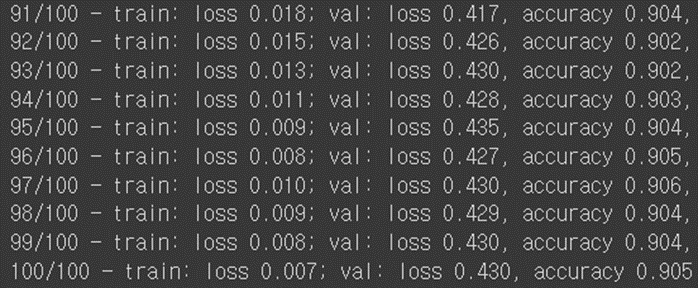 91/100 - train: loss 0.018; val: loss 0.417, accuracy 0.904,
92/100 - train: loss 0.015; val: loss 0.426, accuracy 0.902,
93/100 - train: loss 0.013; val: loss 0.430, accuracy 0.902,
94/100 - train: loss 0.011; val: loss 0.428, accuracy 0.903,
95/100 - train: loss 0.009; val: loss 0.435, accuracy 0.904,
96/100 - train: loss 0.008; val: loss 0.427, accuracy 0.905,
97/100 - train: loss 0.010; val: loss 0.430, accuracy 0.906,
98/100 - train: loss 0.009; val: loss 0.429, accuracy 0.904,
99/100 - train: loss 0.008; val: loss 0.430, accuracy 0.904,
100/100 - train: loss 0.007; val: loss 0.430, accuracy 0.905